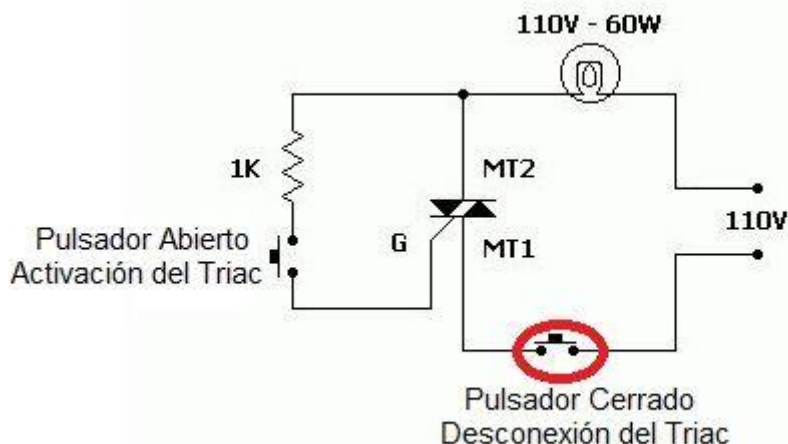 110V - 60W
1K
MT2
Pulsador Abierto
Activación del Triac
G
MT1
110V
Pulsador Cerrado
Desconexión del Triac